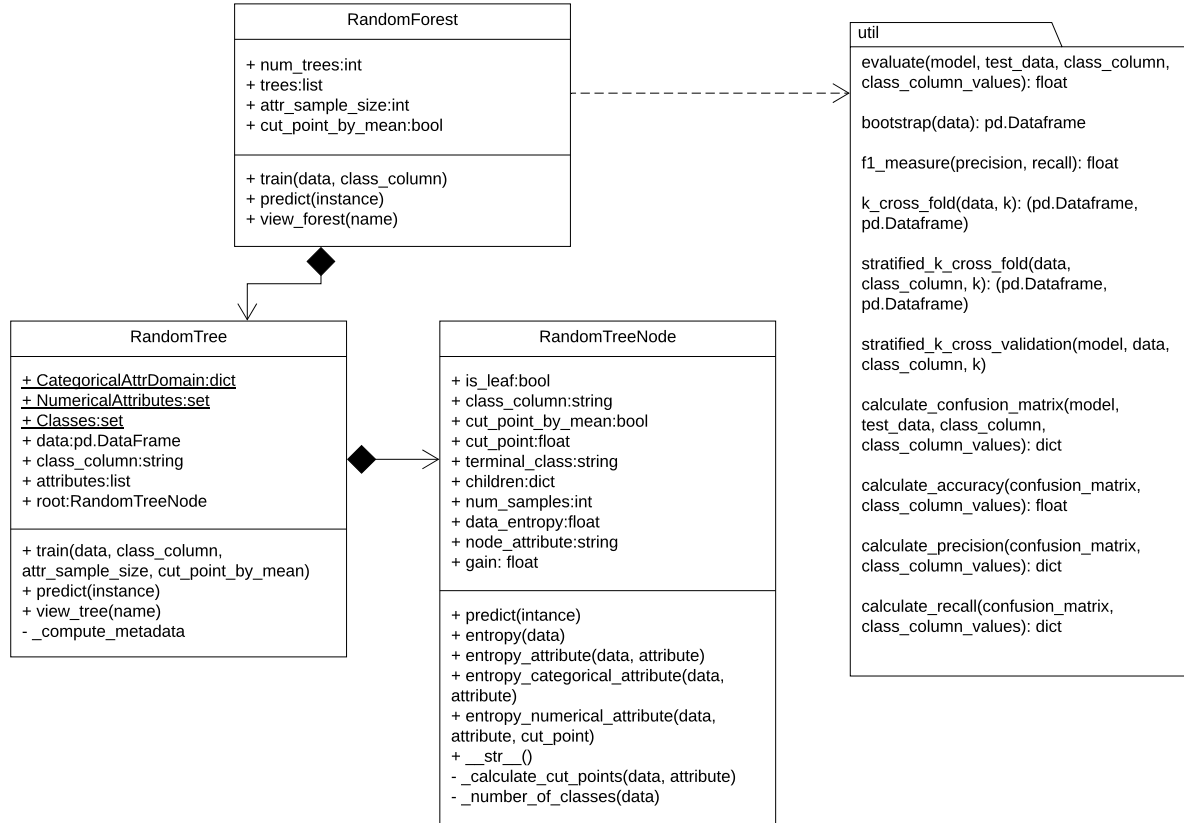 RandomForest
+ num_trees:int
+ trees:list
+ attr_sample_size:int
+ cut_point_by_mean:bool
+ train(data, class_column)
+ predict(instance)
+ view_forest(name)
util
evaluate(model, test_data, class_column,
class_column_values): float
bootstrap(data): pd.Dataframe
f1_measure(precision, recall): float
k_cross_fold(data, k): (pd.Dataframe,
pd.Dataframe)
stratified_k_cross_fold(data,
class_column, k): (pd.Dataframe,
pd.Dataframe)
stratified_k_cross_validation(model, data,
class_column, k)
calculate_confusion_matrix(model,
test_data, class_column,
class_column_values): dict
calculate_accuracy(confusion_matrix,
class_column_values): float
calculate_precision(confusion_matrix,
class_column_values): dict
calculate_recall(confusion_matrix,
class_column_values): dict
RandomTree
+ CategoricalAttrDomain:dict
+ NumericalAttributes:set
+ Classes:set
+ data:pd.DataFrame
+ class_column:string
+ attributes:list
+ root:RandomTreeNode
+ train(data, class_column,
attr_sample_size, cut_point_by_mean)
+ predict(instance)
+ view_tree(name)
- _compute_metadata
RandomTreeNode
+ is_leaf:bool
+ class_column:string
+ cut_point_by_mean:bool
+ cut_point:float
+ terminal_class:string
+ children:dict
+ num_samples:int
+ data_entropy:float
+ node_attribute:string
+ gain: float
+ predict(intance)
+ entropy(data)
+ entropy_attribute(data, attribute)
+ entropy_categorical_attribute(data,
attribute)
+ entropy_numerical_attribute(data,
attribute, cut_point)
+ __str__()
- _calculate_cut_points(data, attribute)
- _number_of_classes(data)